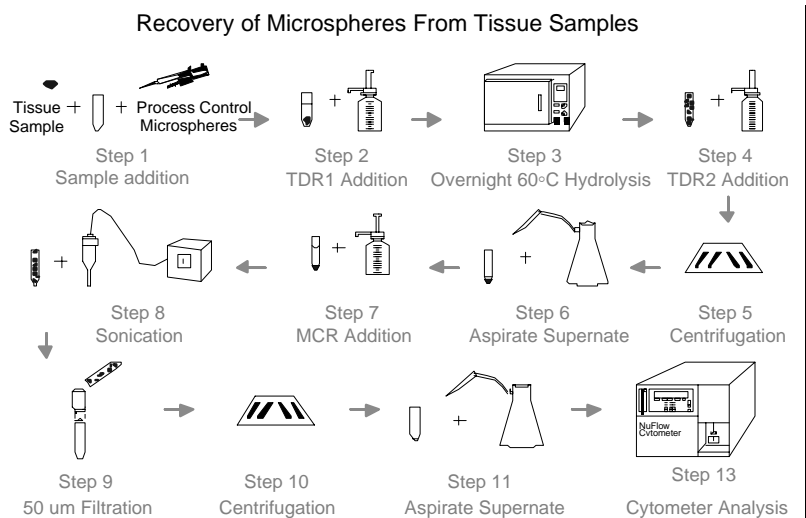 Recovery of Microspheres From Tissue Samples
Tissue + + Process Control
Sample Microspheres
Step 1
Sample addition
+
Step 2
TDR1 Addition
Step 3
Overnight 60°C Hydrolysis
+
Step 4
TDR2 Addition
+
Step 8
Sonication
+
Step 7
MCR Addition
+
Step 6
Aspirate Supernate
Step 5
Centrifugation
Step 9
50 um Filtration
Step 10
Centrifugation
+
Step 11
Aspirate Supernate
NuFlow
Cytometer
Step 13
Cytometer Analysis